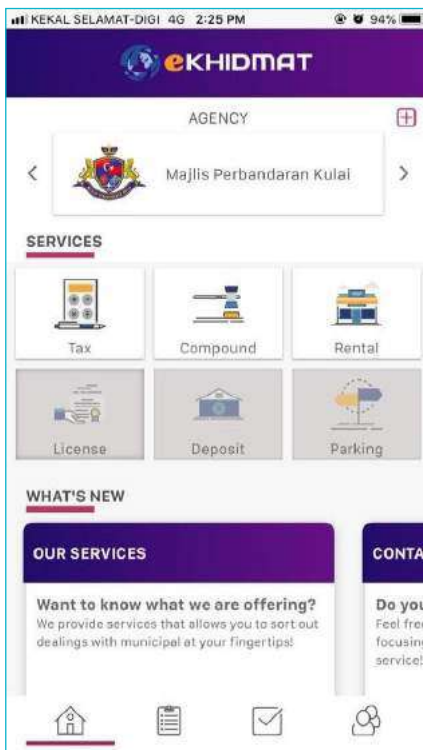 KEKAL SELAMAT-DIGI 4G 2:25 PM 94%
eKHIDMAT
AGENCY
Majlis Perbandaran Kulai
SERVICES
Tax Compound Rental
License Deposit Parking
WHAT'S NEW
OUR SERVICES
Want to know what we are offering?
We provide services that allows you to sort out
dealings with municipal at your fingertips!
CONTA
Do you
Feel free
focusing
service!